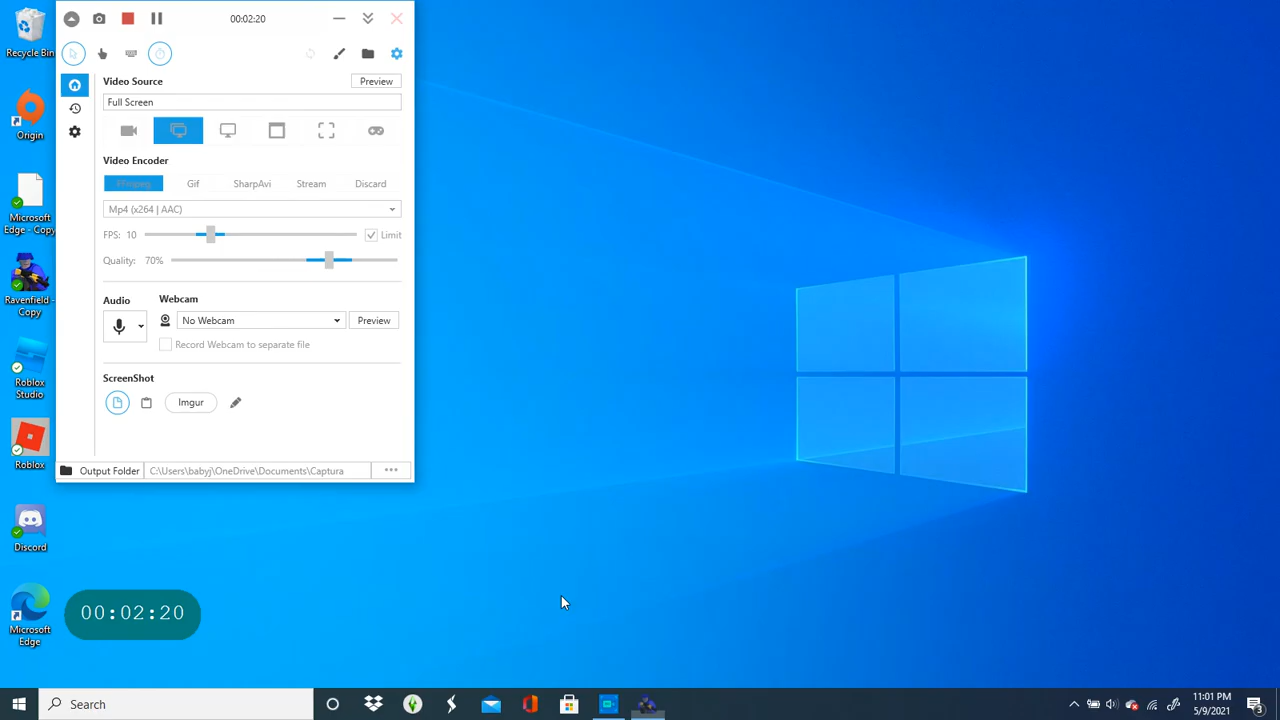 00:02:20
Video Source
Preview
Full Screen
Video Encoder
FFmpeg
Gif
SharpAvi
Stream
Discard
Mp4 (x264 | AAC)
FPS: 10
Limit
Quality: 70%
Audio
Webcam
No Webcam
Preview
Record Webcam to separate file
ScreenShot
Imgur
Output Folder
C:\Users\babyj\OneDrive\Documents\Captura
Recycle Bin
Origin
Microsoft
Edge - Copy
Ravenfield -
Copy
Roblox
Studio
Roblox
Discord
Microsoft
Edge
00:02:20
Search
11:01 PM
5/9/2021
3